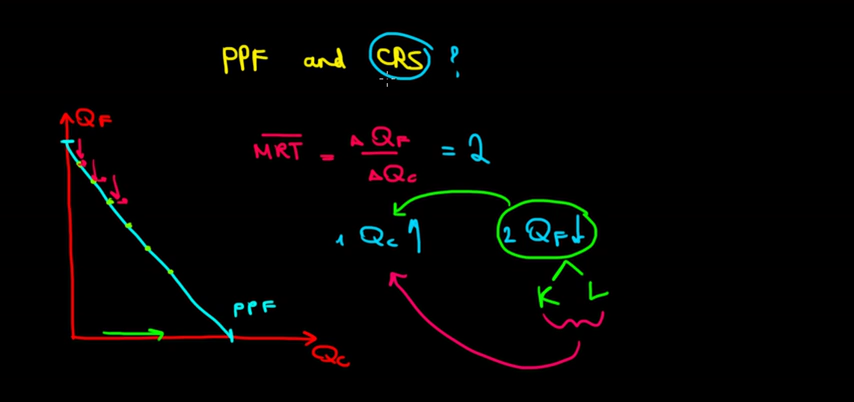 PPF and CRS ?
QF
MRT = ΔQF / ΔQc = 2
1 Qc ↑ 2 QF ↓
K L
PPF
Qc